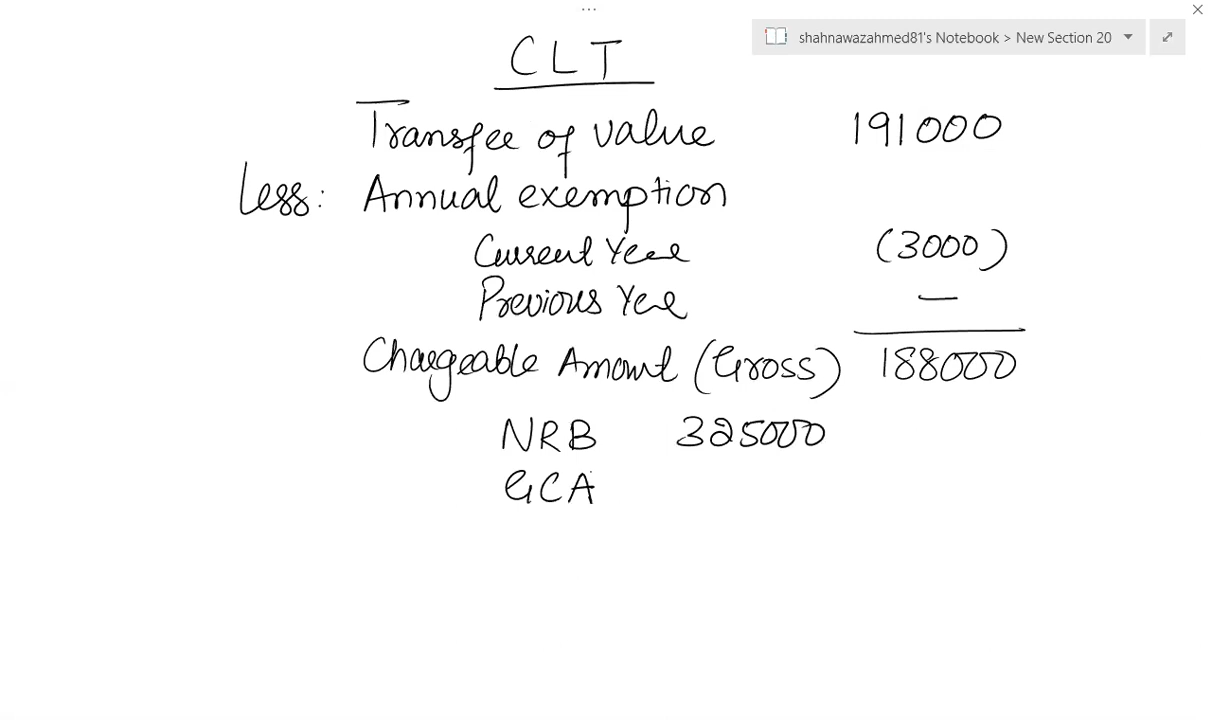 ...
shahnawazahmed81's Notebook > New Section 20
CLT
Transfer of value 191000
Less: Annual exemption
Current Year (3000)
Previous Year —
Chargeable Amount (Gross) 188000
NRB 325000
GCA